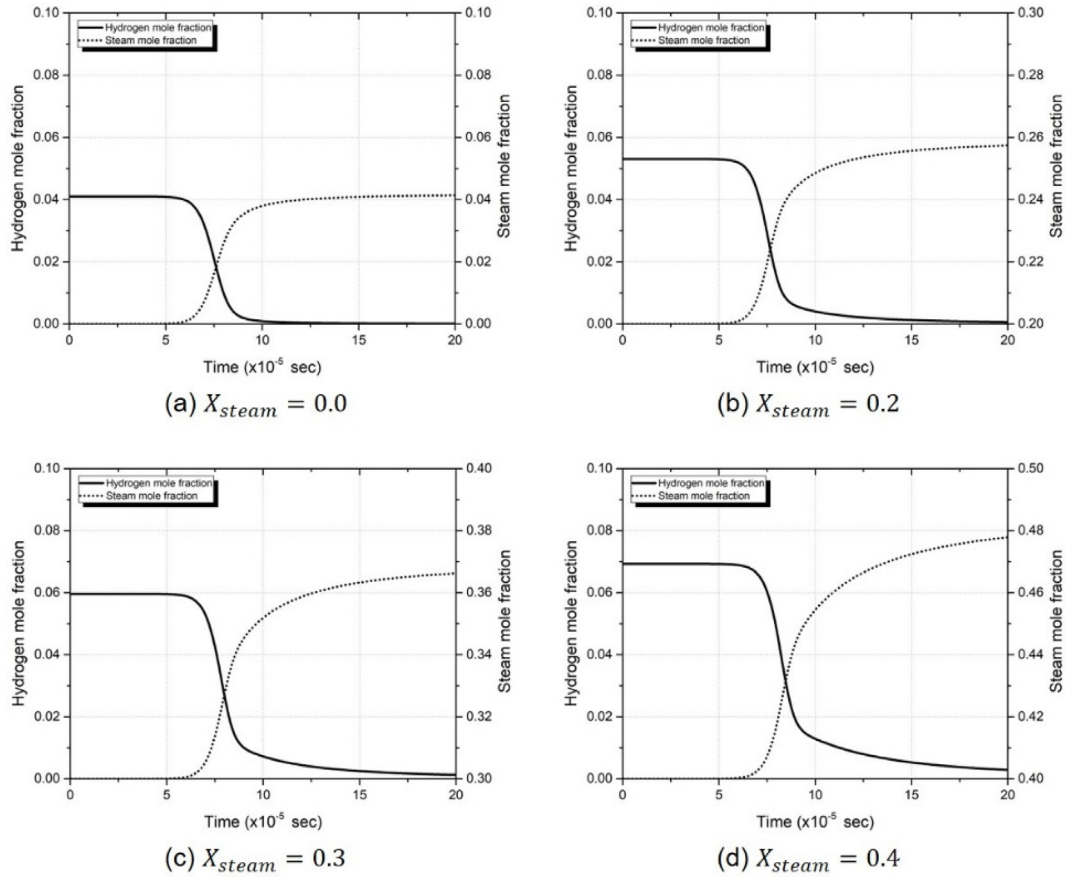 Hydrogen mole fraction
Steam mole fraction
0.10
0.08
0.06
0.04
0.02
0.00
Hydrogen mole fraction
0.10
0.08
0.06
0.04
0.02
0.00
Steam mole fraction
0 5 10 15 20
Time (x10⁻⁵ sec)
(a) X_steam = 0.0
Hydrogen mole fraction
Steam mole fraction
0.10
0.08
0.06
0.04
0.02
0.00
Hydrogen mole fraction
0.30
0.28
0.26
0.24
0.22
0.20
Steam mole fraction
0 5 10 15 20
Time (x10⁻⁵ sec)
(b) X_steam = 0.2
Hydrogen mole fraction
Steam mole fraction
0.10
0.08
0.06
0.04
0.02
0.00
Hydrogen mole fraction
0.40
0.38
0.36
0.34
0.32
0.30
Steam mole fraction
0 5 10 15 20
Time (x10⁻⁵ sec)
(c) X_steam = 0.3
Hydrogen mole fraction
Steam mole fraction
0.10
0.08
0.06
0.04
0.02
0.00
Hydrogen mole fraction
0.50
0.48
0.46
0.44
0.42
0.40
Steam mole fraction
0 5 10 15 20
Time (x10⁻⁵ sec)
(d) X_steam = 0.4